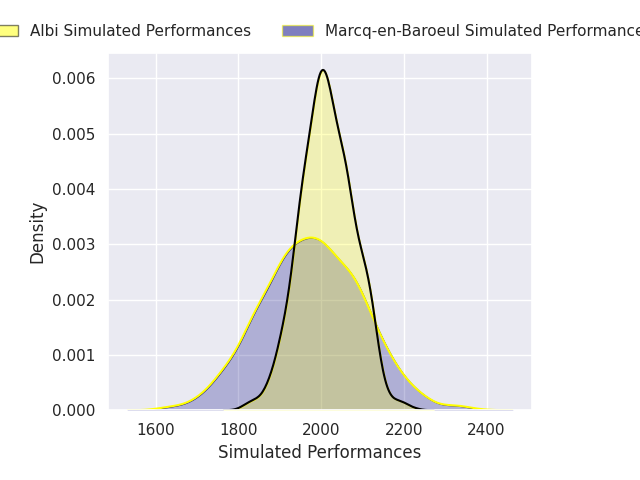 Albi Simulated Performances
Marcq-en-Baroeul Simulated Performance
0.006
0.005
0.004
0.003
0.002
0.001
0.000
Density
1600 1800 2000 2200 2400
Simulated Performances